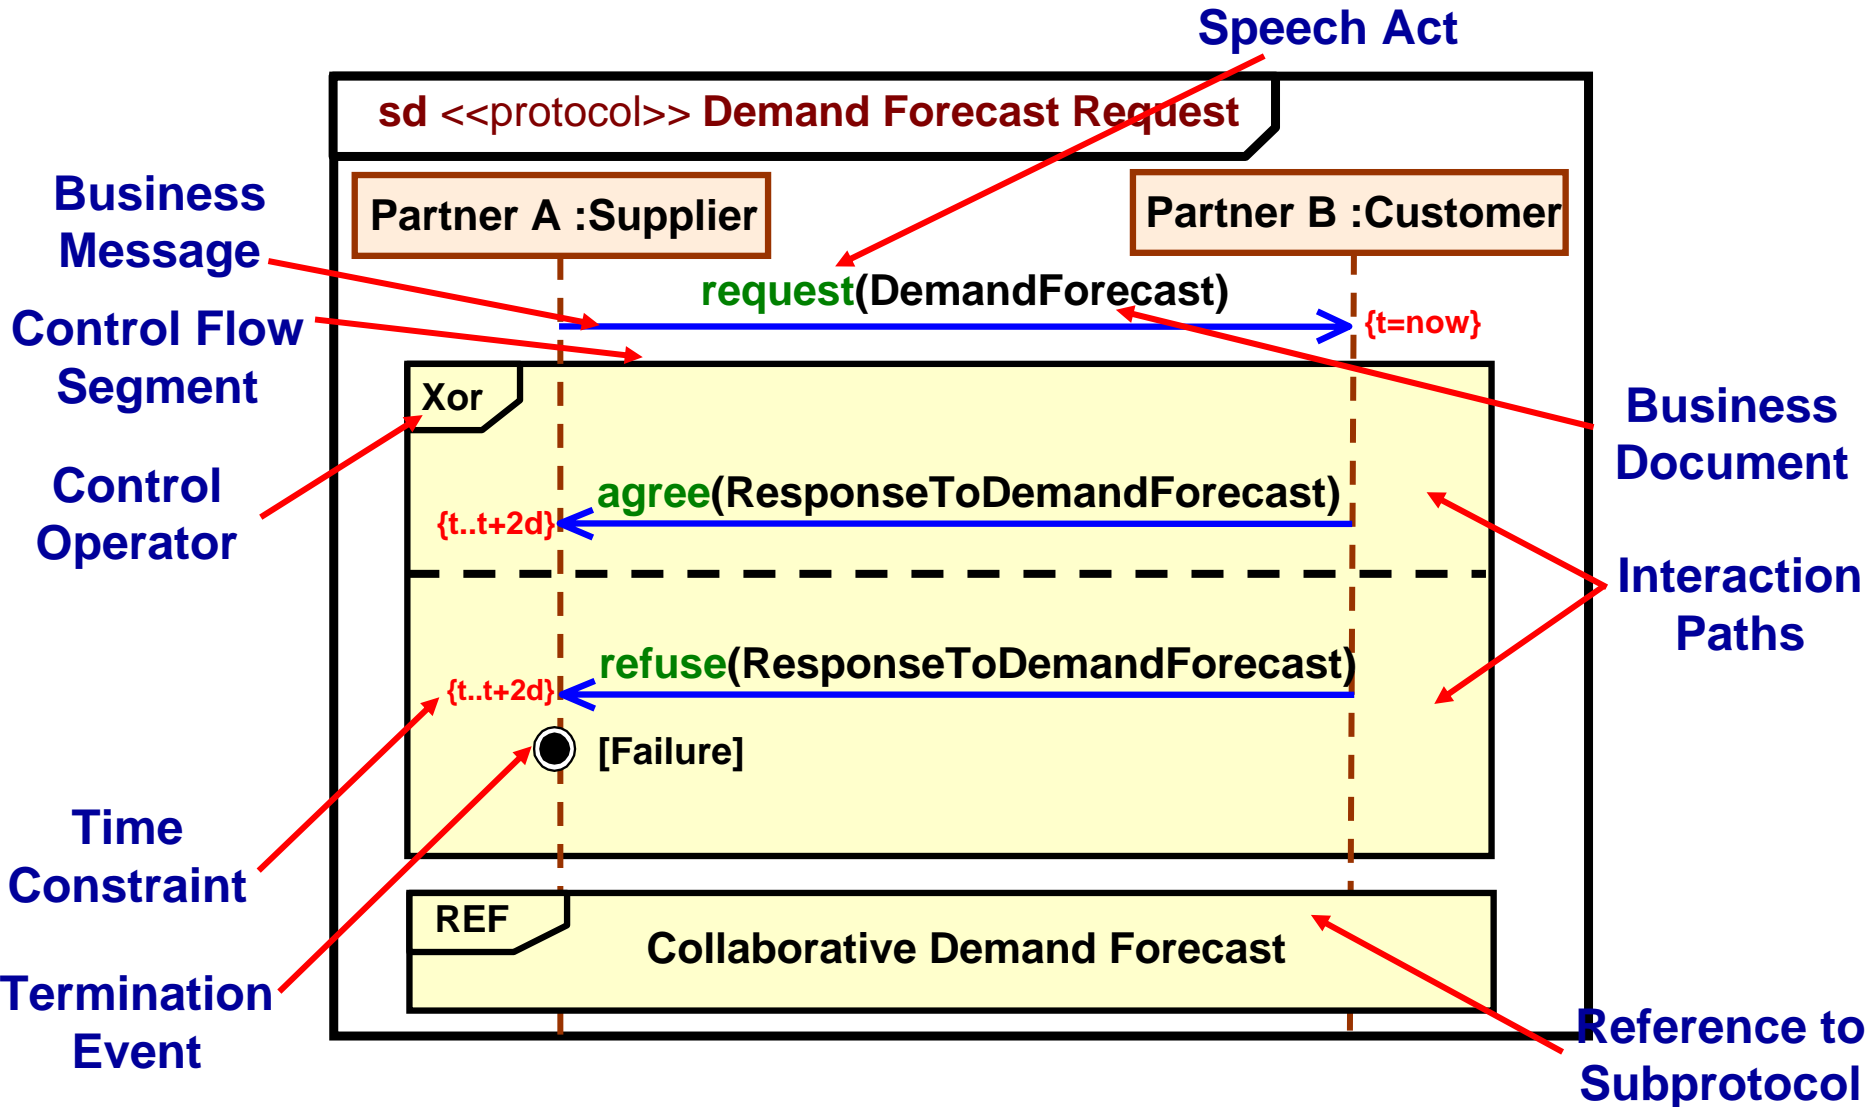 Speech Act
sd <<protocol>> Demand Forecast Request
Business
Message
Partner A :Supplier
Partner B :Customer
request(DemandForecast)
{t=now}
Control Flow
Segment
Xor
Business
Document
Control
Operator
agree(ResponseToDemandForecast)
{t..t+2d}
Interaction
Paths
refuse(ResponseToDemandForecast)
{t..t+2d}
[Failure]
Time
Constraint
REF
Collaborative Demand Forecast
Termination
Event
Reference to
Subprotocol